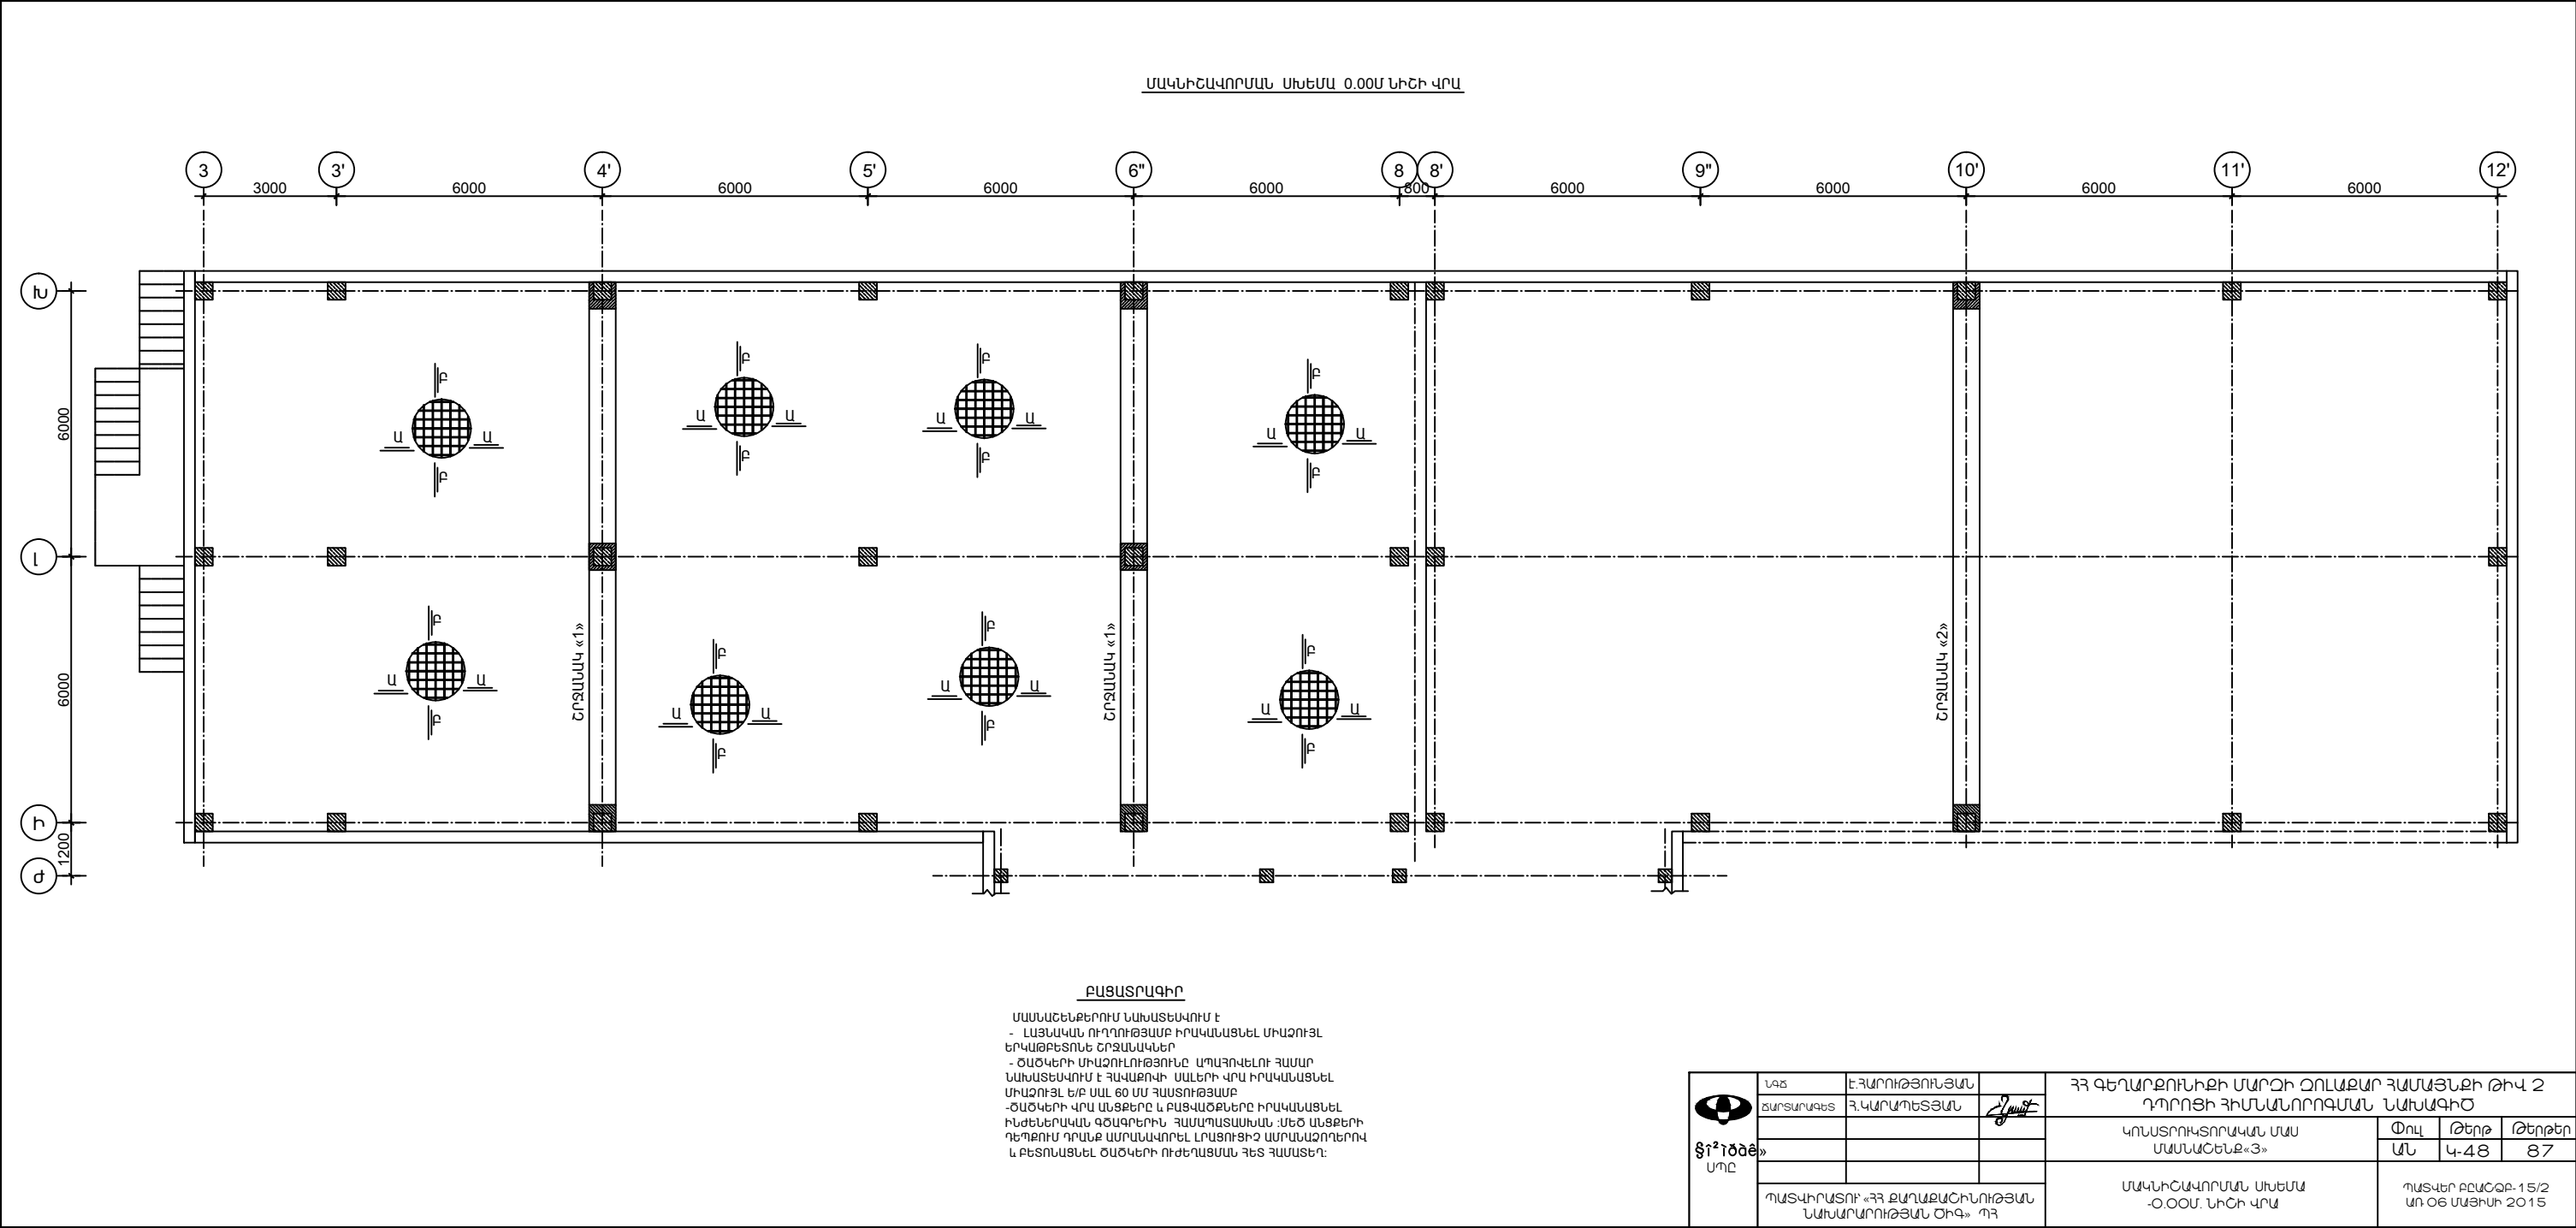 ՄԱԿՆԻՇԱՎՈՐՄԱՆ ՍԽԵՄԱ 0.00Մ ՆԻՇԻ ՎՐԱ
3 3' 4' 5' 6" 8 8' 9" 10' 11' 12'
3000 6000 6000 6000 6000 800 6000 6000 6000 6000
Խ
Լ
Ի
Ժ
6000
6000
1200
Բ
Ա Ա
Բ
Բ
Ա Ա
Բ
Բ
Ա Ա
Բ
Բ
Ա Ա
Բ
Բ
Ա Ա
Բ
Բ
Ա Ա
Բ
Բ
Ա Ա
Բ
Բ
Ա Ա
Բ
ՇՐՋԱՆԱԿ «1»
ՇՐՋԱՆԱԿ «1»
ՇՐՋԱՆԱԿ «2»
ԲԱՑԱՏՐԱԳԻՐ
ՄԱՍՆԱՇԵՆՔԵՐՈՒՄ ՆԱԽԱՏԵՍՎՈՒՄ Է
- ԼԱՅՆԱԿԱՆ ՈՒՂՂՈՒԹՅԱՄԲ ԻՐԱԿԱՆԱՑՆԵԼ ՄԻԱՁՈՒՅԼ
ԵՐԿԱԹԲԵՏՈՆԵ ՇՐՋԱՆԱԿՆԵՐ
- ԾԱԾԿԵՐԻ ՄԻԱՁՈՒԼՈՒԹՅՈՒՆԸ ԱՊԱՀՈՎԵԼՈՒ ՀԱՄԱՐ
ՆԱԽԱՏԵՍՎՈՒՄ Է ՀԱՎԱՔՈՎԻ ՍԱԼԵՐԻ ՎՐԱ ԻՐԱԿԱՆԱՑՆԵԼ
ՄԻԱՁՈՒՅԼ Ե/Բ ՍԱԼ 60 ՄՄ ՀԱՍՏՈՒԹՅԱՄԲ
-ԾԱԾԿԵՐԻ ՎՐԱ ԱՆՑՔԵՐԸ և ԲԱՑՎԱԾՔՆԵՐԸ ԻՐԱԿԱՆԱՑՆԵԼ
ԻՆԺԵՆԵՐԱԿԱՆ ԳԾԱԳՐԵՐԻՆ ՀԱՄԱՊԱՏԱՍԽԱՆ :ՄԵԾ ԱՆՑՔԵՐԻ
ԴԵՊՔՈՒՄ ԴՐԱՆՔ ԱՄՐԱՆԱՎՈՐԵԼ ԼՐԱՑՈՒՑԻՉ ԱՄՐԱՆԱՁՈՂԵՐՈՎ
և ԲԵՏՈՆԱՑՆԵԼ ԾԱԾԿԵՐԻ ՈՒԺԵՂԱՑՄԱՆ ՀԵՏ ՀԱՄԱՏԵՂ:
§î²ïðàê»
ՍՊԸ
ՆԳՃ Է.ՀԱՐՈՒԹՅՈՒՆՅԱՆ
ՃԱՐՏԱՐԱԳԵՏ Հ.ԿԱՐԱՊԵՏՅԱՆ
ՊԱՏՎԻՐԱՏՈՒ «ՀՀ ՔԱՂԱՔԱՇԻՆՈՒԹՅԱՆ
ՆԱԽԱՐԱՐՈՒԹՅԱՆ ԾԻԳ» ՊՀ
ՀՀ ԳԵՂԱՐՔՈՒՆԻՔԻ ՄԱՐԶԻ ԶՈԼԱՔԱՐ ՀԱՄԱՅՆՔԻ ԹԻՎ 2
ԴՊՐՈՑԻ ՀԻՄՆԱՆՈՐՈԳՄԱՆ ՆԱԽԱԳԻԾ
ԿՈՆՍՏՐՈՒԿՏՈՐԱԿԱՆ ՄԱՍ
ՄԱՍՆԱՇԵՆՔ«3»
Փուլ Թերթ Թերթեր
ԱՆ Կ-48 87
ՄԱԿՆԻՇԱՎՈՐՄԱՆ ՍԽԵՄԱ
-0.00Մ. ՆԻՇԻ ՎՐԱ
ՊԱՏՎԵՐ ԲԸԱՇՁԲ-15/2
ԱՌ 06 ՄԱՅԻՍԻ 2015